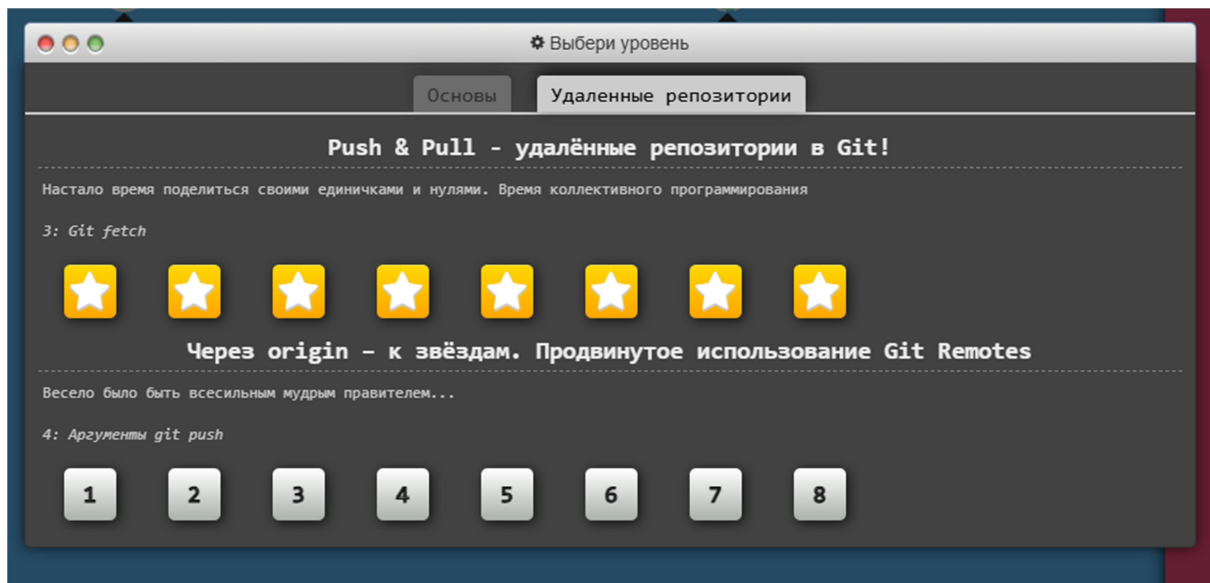 Выбери уровень
Основы
Удаленные репозитории
Push & Pull - удалённые репозитории в Git!
Настало время поделиться своими единичками и нулями. Время коллективного программирования
3: Git fetch
Через origin – к звёздам. Продвинутое использование Git Remotes
Весело было быть всесильным мудрым правителем...
4: Аргументы git push
1 2 3 4 5 6 7 8